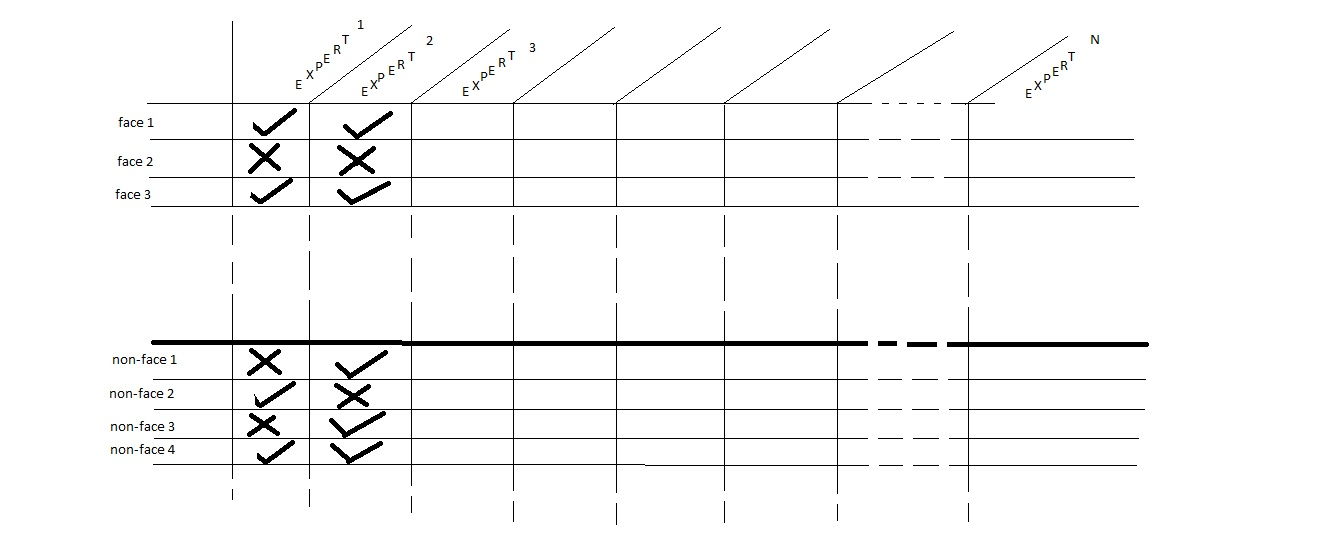 EXPERT 1
EXPERT 2
EXPERT 3
EXPERT N
face 1
face 2
face 3
non-face 1
non-face 2
non-face 3
non-face 4